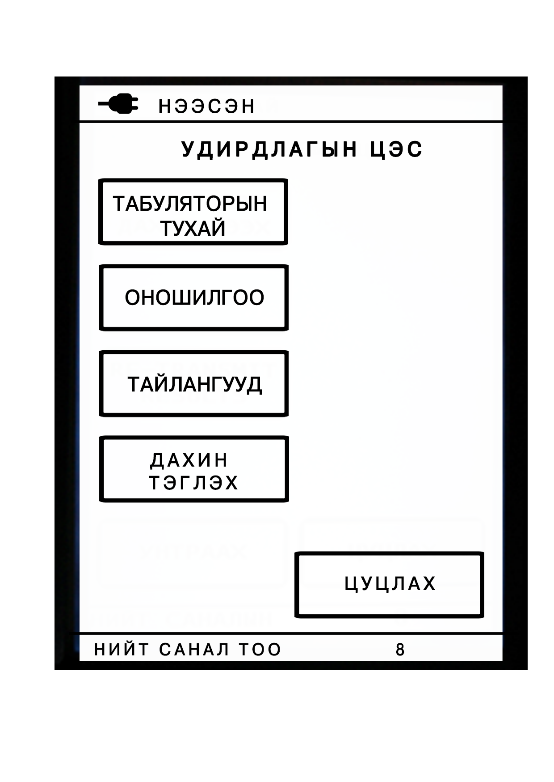 НЭЭСЭН
УДИРДЛАГЫН ЦЭС
ТАБУЛЯТОРЫН
ТУХАЙ
ОНОШИЛГОО
ТАЙЛАНГУУД
ДАХИН
ТЭГЛЭХ
ЦУЦЛАХ
НИЙТ САНАЛ ТОО 8